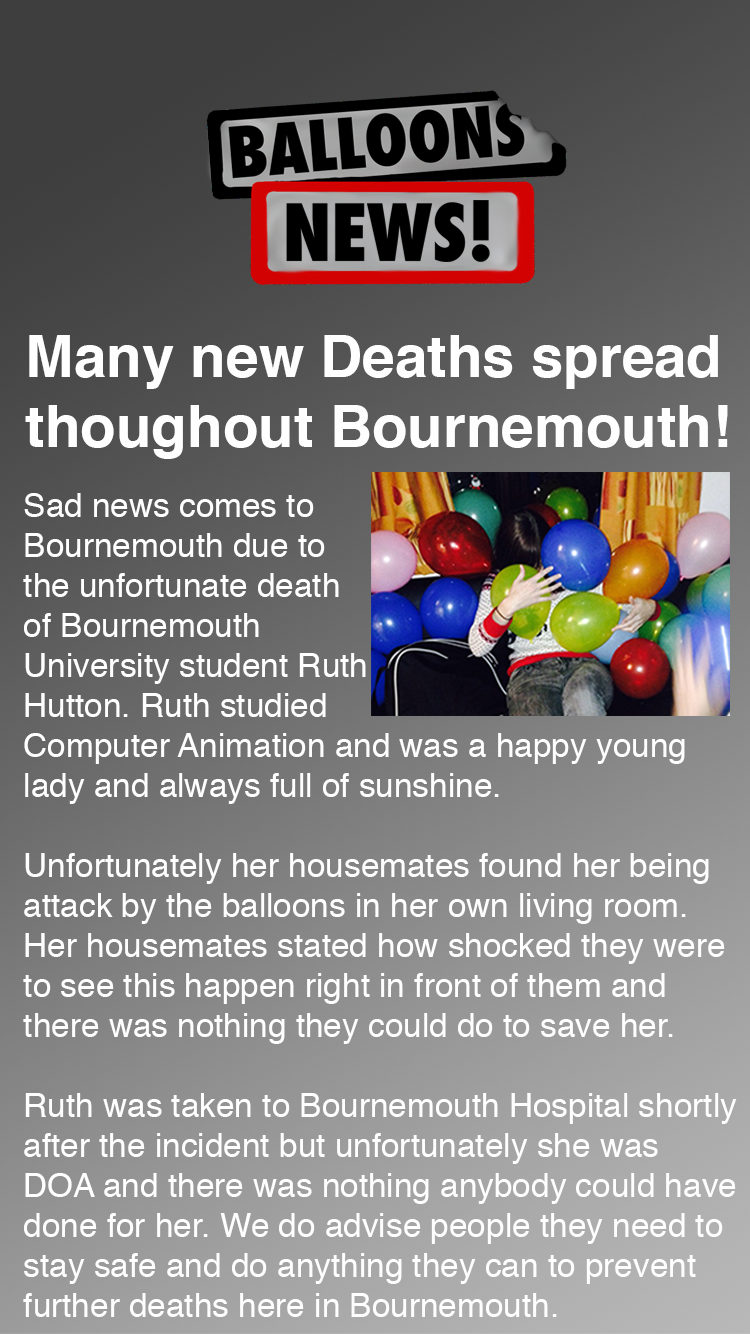 BALLOONS
NEWS!
Many new Deaths spread
thoughout Bournemouth!
Sad news comes to
Bournemouth due to
the unfortunate death
of Bournemouth
University student Ruth
Hutton. Ruth studied
Computer Animation and was a happy young
lady and always full of sunshine.
Unfortunately her housemates found her being
attack by the balloons in her own living room.
Her housemates stated how shocked they were
to see this happen right in front of them and
there was nothing they could do to save her.
Ruth was taken to Bournemouth Hospital shortly
after the incident but unfortunately she was
DOA and there was nothing anybody could have
done for her. We do advise people they need to
stay safe and do anything they can to prevent
further deaths here in Bournemouth.